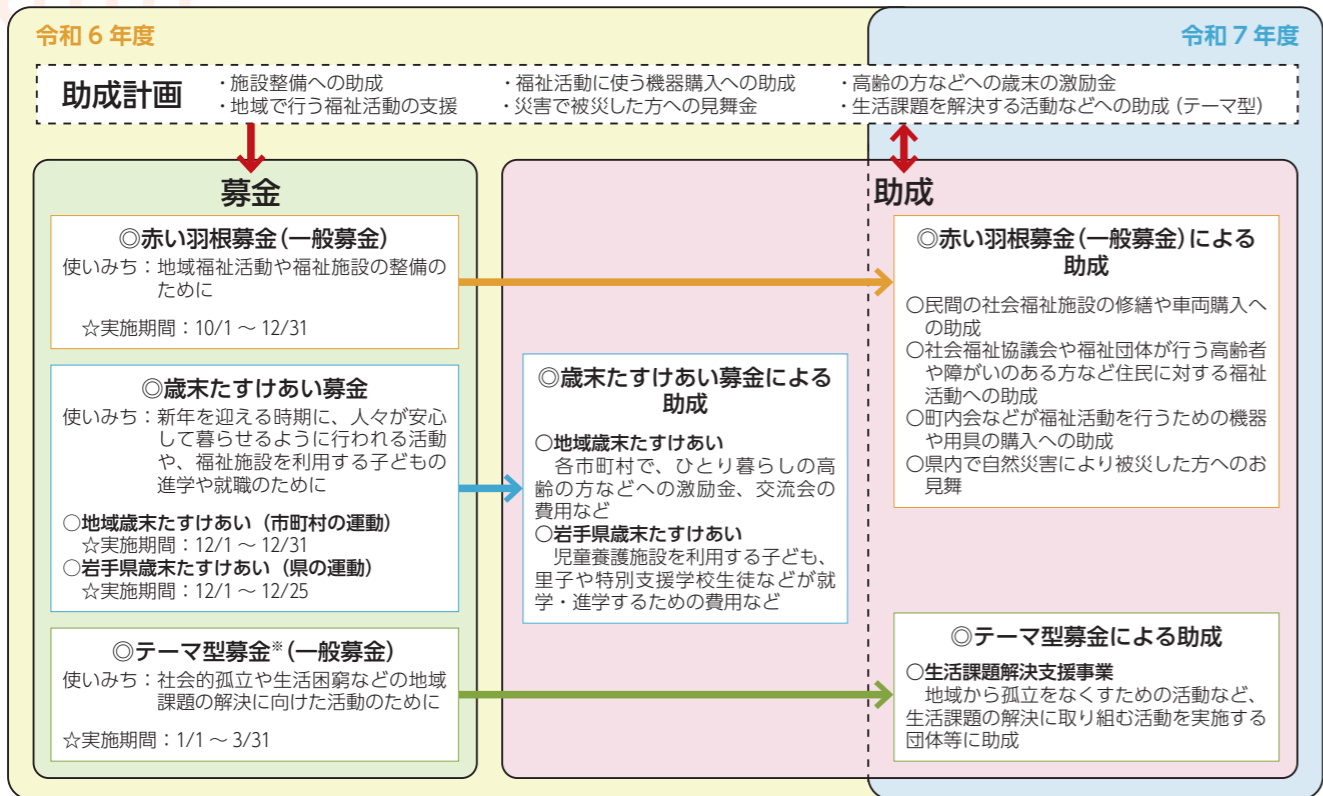 令和 6 年度
令和 7 年度
助成計画
・施設整備への助成
・福祉活動に使う機器購入への助成
・高齢の方などへの歳末の激励金
・地域で行う福祉活動の支援
・災害で被災した方への見舞金
・生活課題を解決する活動などへの助成（テーマ型）
募金
◎赤い羽根募金（一般募金）
使いみち：地域福祉活動や福祉施設の整備の
ために
☆実施期間：10/1 ～ 12/31
◎歳末たすけあい募金
使いみち：新年を迎える時期に、人々が安心
して暮らせるように行われる活動
や、福祉施設を利用する子どもの
進学や就職のために
○地域歳末たすけあい（市町村の運動）
☆実施期間：12/1 ～ 12/31
○岩手県歳末たすけあい（県の運動）
☆実施期間：12/1 ～ 12/25
◎テーマ型募金※（一般募金）
使いみち：社会的孤立や生活困窮などの地域
課題の解決に向けた活動のために
☆実施期間：1/1 ～ 3/31
助成
◎歳末たすけあい募金による
助成
○地域歳末たすけあい
各市町村で、ひとり暮らしの高
齢の方などへの激励金、交流会の
費用など
○岩手県歳末たすけあい
児童養護施設を利用する子ども、
里子や特別支援学校生徒などが就
学・進学するための費用など
◎赤い羽根募金（一般募金）による
助成
○民間の社会福祉施設の修繕や車両購入へ
の助成
○社会福祉協議会や福祉団体が行う高齢者
や障がいのある方など住民に対する福祉
活動への助成
○町内会などが福祉活動を行うための機器
や用具の購入への助成
○県内で自然災害により被災した方へのお
見舞
◎テーマ型募金による助成
○生活課題解決支援事業
地域から孤立をなくすための活動など、
生活課題の解決に取り組む活動を実施する
団体等に助成